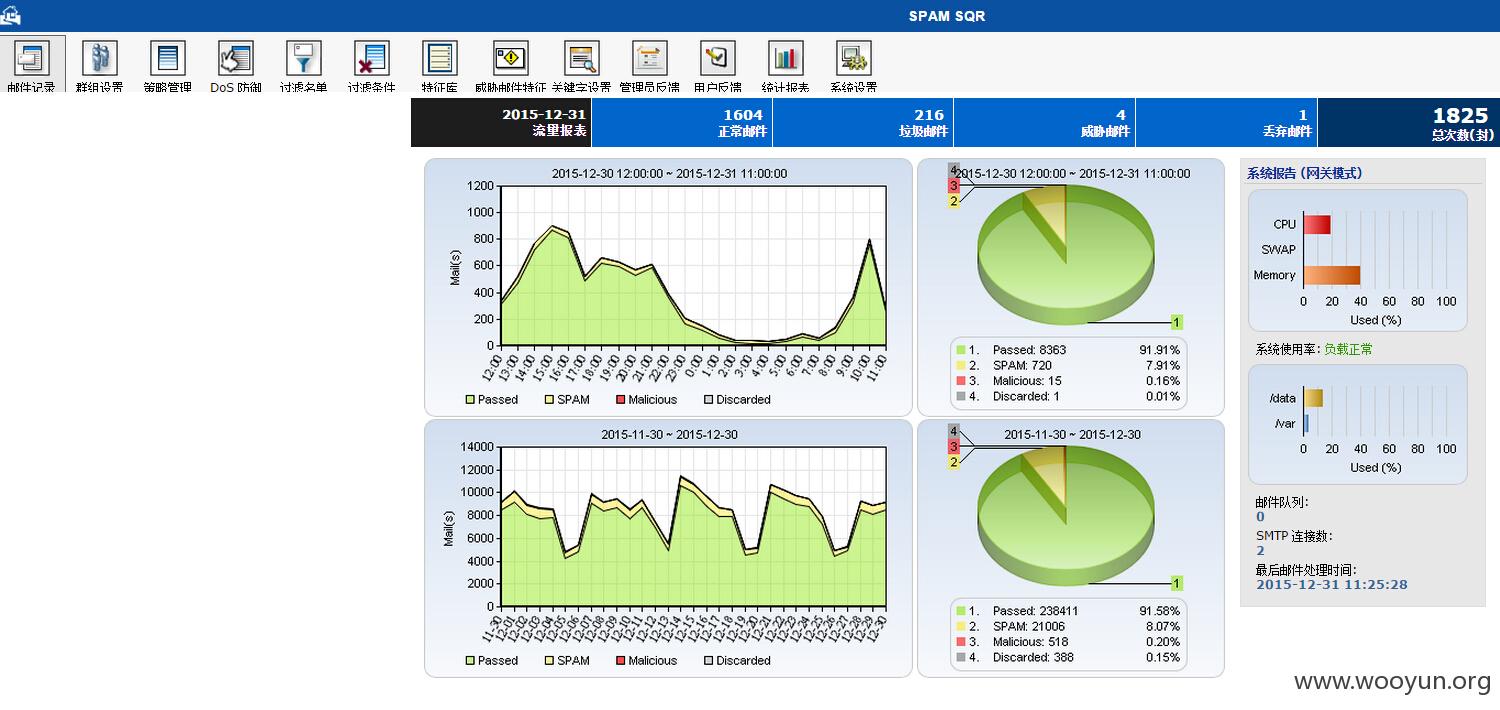 SPAM SQR
邮件记录 群组设置 策略管理 DoS 防御 过滤名单 过滤条件 特征库 威胁邮件特征 关键字设置 管理员反馈 用户反馈 统计报表 系统设置
2015-12-31 1604 216 4 1 1825
流量报表 正常邮件 垃圾邮件 威胁邮件 丢弃邮件 总次数(封)
2015-12-30 12:00:00 ~ 2015-12-31 11:00:00
Mail(s)
1200
1000
800
600
400
200
0
12:00 13:00 14:00 15:00 16:00 17:00 18:00 19:00 20:00 21:00 22:00 23:00 0:00 1:00 2:00 3:00 4:00 5:00 6:00 7:00 8:00 9:00 10:00 11:00
Passed SPAM Malicious Discarded
2015-12-30 12:00:00 ~ 2015-12-31 11:00:00
4
3
2
1
1. Passed: 8363 91.91%
2. SPAM: 720 7.91%
3. Malicious: 15 0.16%
4. Discarded: 1 0.01%
系统报告 (网关模式)
CPU
SWAP
Memory
0 20 40 60 80 100
Used (%)
系统使用率: 负载正常
/data
/var
0 20 40 60 80 100
Used (%)
邮件队列:
0
SMTP 连接数:
2
最后邮件处理时间:
2015-12-31 11:25:28
2015-11-30 ~ 2015-12-30
Mail(s)
14000
12000
10000
8000
6000
4000
2000
0
11-30 12-01 12-02 12-03 12-04 12-05 12-06 12-07 12-08 12-09 12-10 12-11 12-12 12-13 12-14 12-15 12-16 12-17 12-18 12-19 12-20 12-21 12-22 12-23 12-24 12-25 12-26 12-27 12-28 12-29 12-30
Passed SPAM Malicious Discarded
2015-11-30 ~ 2015-12-30
4
3
2
1
1. Passed: 238411 91.58%
2. SPAM: 21006 8.07%
3. Malicious: 518 0.20%
4. Discarded: 388 0.15%
www.wooyun.org